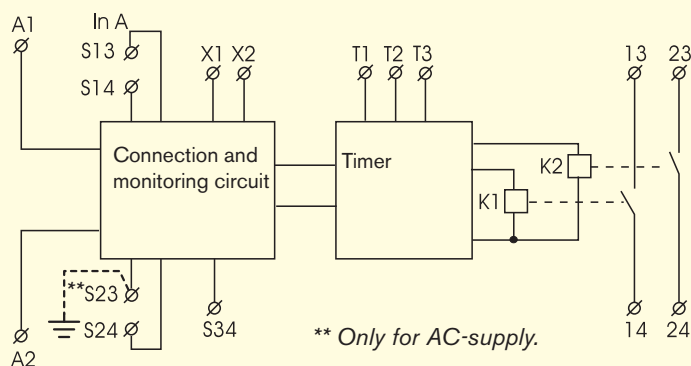 A1
In A
S13
X1 X2
T1 T2 T3
13
23
S14
Connection and
monitoring circuit
Timer
K2
K1
**S23
S24
S34
** Only for AC-supply.
14
24
A2